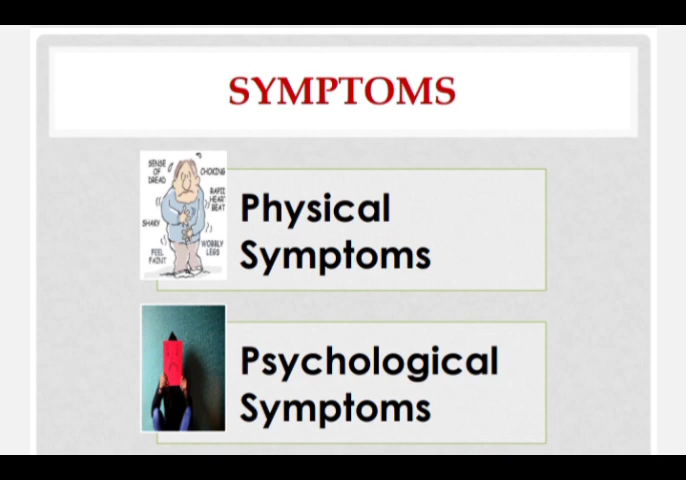 SYMPTOMS
SENSE
OF
DREAD
CHOKING
RAPID
HEART
BEAT
SHAKY
WOBBLY
LEGS
FEEL
FAINT
Physical
Symptoms
Psychological
Symptoms